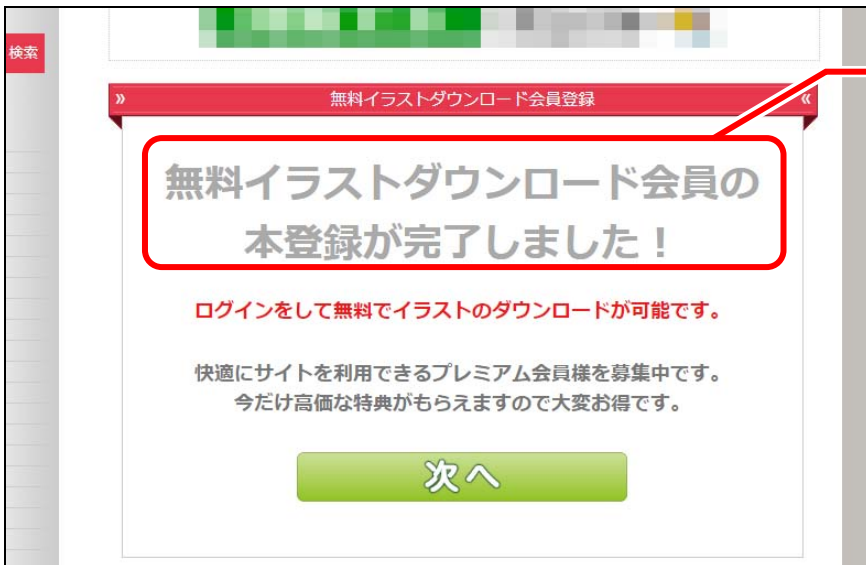 検索
» 無料イラストダウンロード会員登録 «
無料イラストダウンロード会員の
本登録が完了しました！
ログインをして無料でイラストのダウンロードが可能です。
快適にサイトを利用できるプレミアム会員様を募集中です。
今だけ高価な特典がもらえますので大変お得です。
次へ